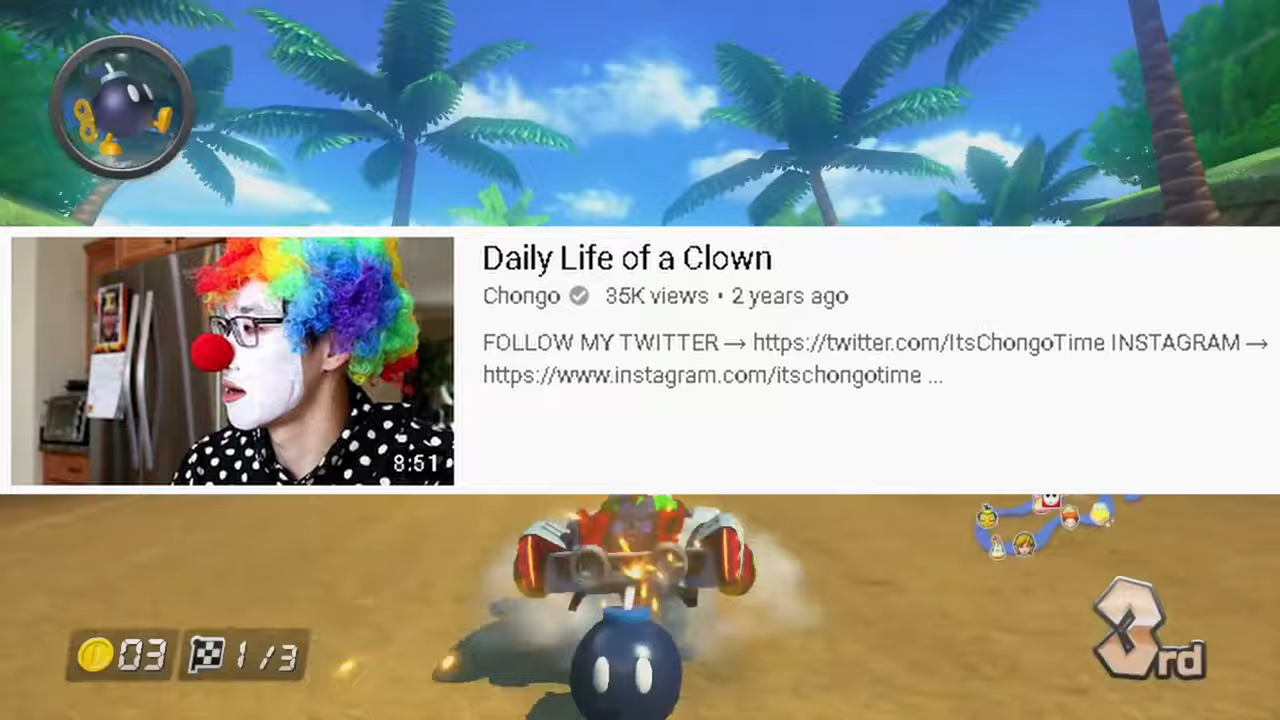 Daily Life of a Clown
Chongo 35K views • 2 years ago
FOLLOW MY TWITTER → https://twitter.com/ItsChongoTime INSTAGRAM →
https://www.instagram.com/itschongotime ...
8:51
03 1/3
3rd